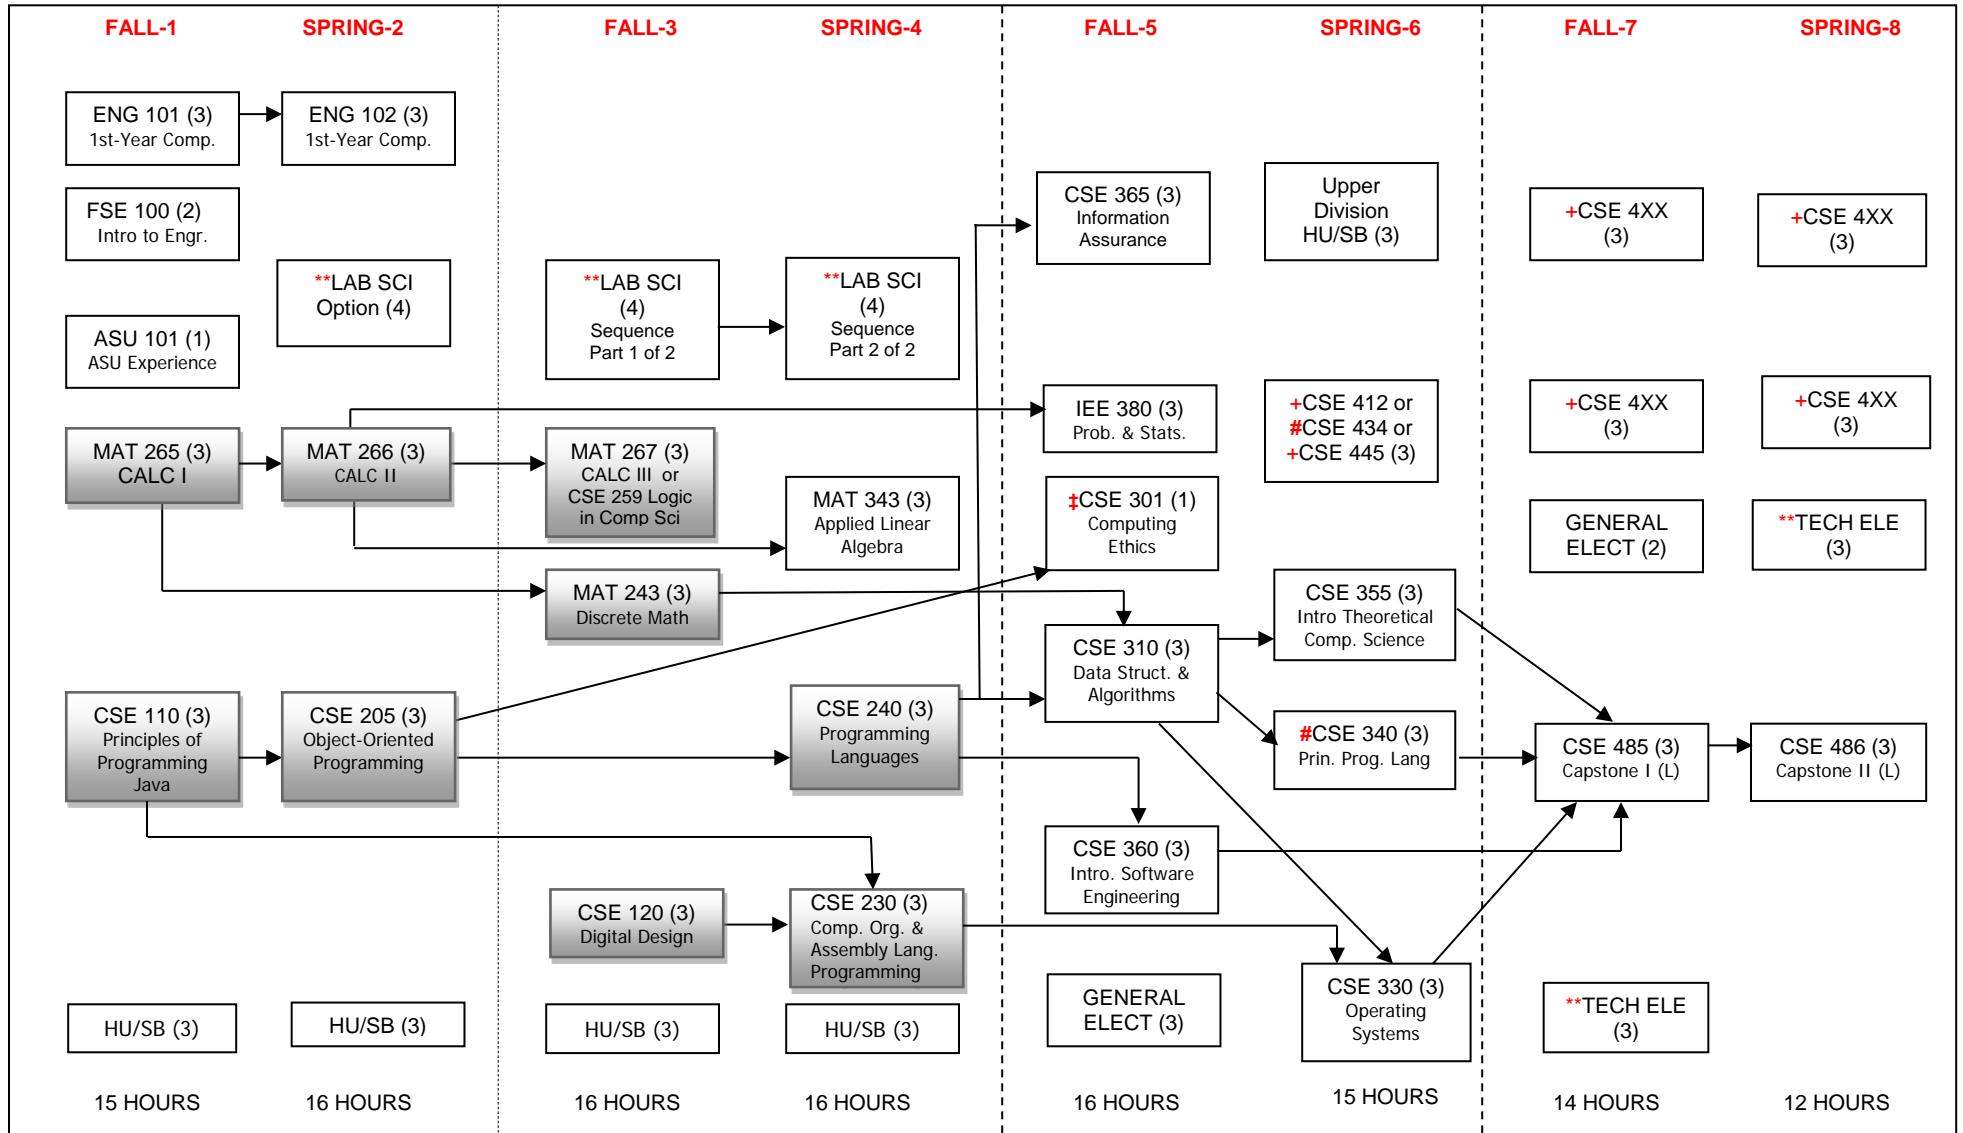 FALL-1
SPRING-2
FALL-3
SPRING-4
FALL-5
SPRING-6
FALL-7
SPRING-8
ENG 101 (3)
1st-Year Comp.
FSE 100 (2)
Intro to Engr.
ASU 101 (1)
ASU Experience
MAT 265 (3)
CALC I
CSE 110 (3)
Principles of
Programming
Java
HU/SB (3)
15 HOURS
ENG 102 (3)
1st-Year Comp.
**LAB SCI
Option (4)
MAT 266 (3)
CALC II
CSE 205 (3)
Object-Oriented
Programming
HU/SB (3)
16 HOURS
**LAB SCI
(4)
Sequence
Part 1 of 2
MAT 267 (3)
CALC III or
CSE 259 Logic
in Comp Sci
MAT 243 (3)
Discrete Math
CSE 120 (3)
Digital Design
HU/SB (3)
16 HOURS
**LAB SCI
(4)
Sequence
Part 2 of 2
MAT 343 (3)
Applied Linear
Algebra
CSE 240 (3)
Programming
Languages
CSE 230 (3)
Comp. Org. &
Assembly Lang.
Programming
HU/SB (3)
16 HOURS
CSE 365 (3)
Information
Assurance
IEE 380 (3)
Prob. & Stats.
‡CSE 301 (1)
Computing
Ethics
CSE 310 (3)
Data Struct. &
Algorithms
CSE 360 (3)
Intro. Software
Engineering
GENERAL
ELECT (3)
16 HOURS
Upper
Division
HU/SB (3)
+CSE 412 or
#CSE 434 or
+CSE 445 (3)
CSE 355 (3)
Intro Theoretical
Comp. Science
#CSE 340 (3)
Prin. Prog. Lang
CSE 330 (3)
Operating
Systems
15 HOURS
+CSE 4XX
(3)
+CSE 4XX
(3)
GENERAL
ELECT (2)
CSE 485 (3)
Capstone I (L)
**TECH ELE
(3)
14 HOURS
+CSE 4XX
(3)
+CSE 4XX
(3)
**TECH ELE
(3)
CSE 486 (3)
Capstone II (L)
12 HOURS